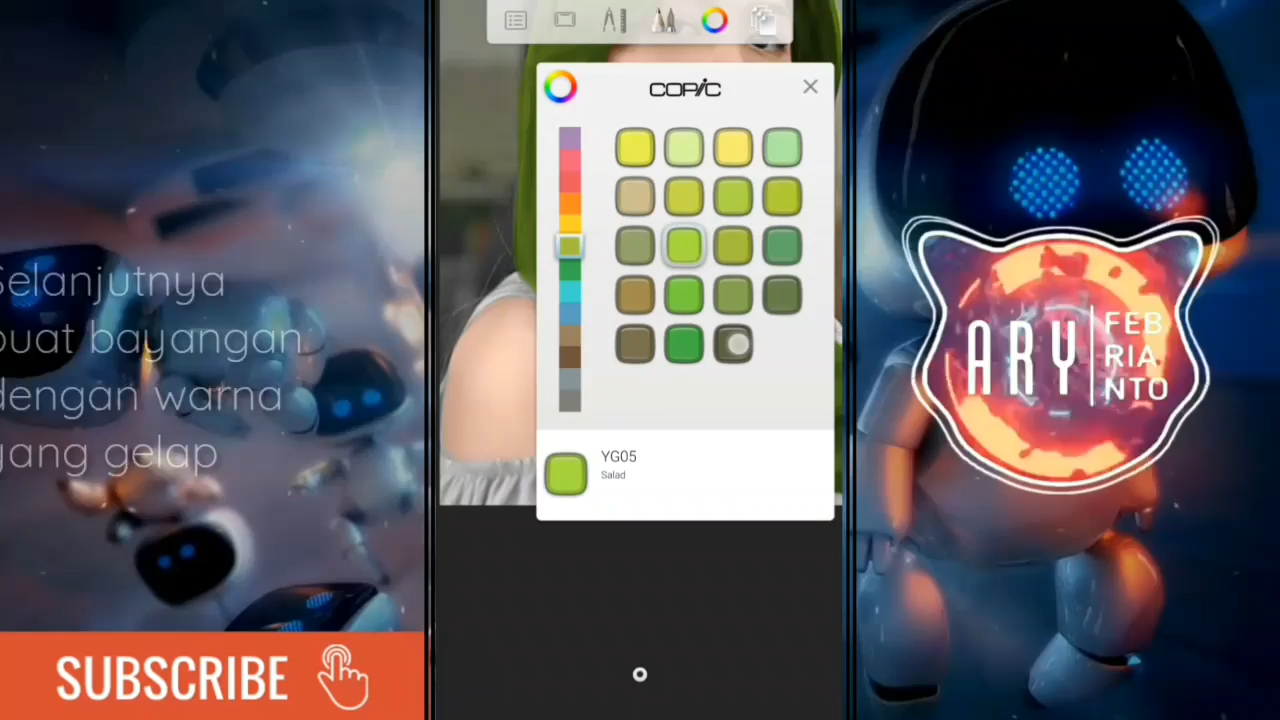 Selanjutnya
buat bayangan
dengan warna
yang gelap
SUBSCRIBE
COPIC
YG05
Salad
ARY
FEB
RIA
NTO